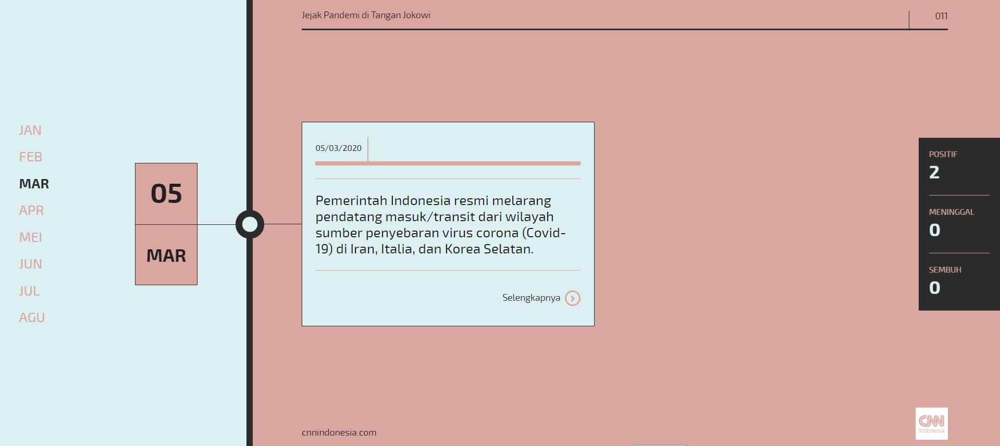 Jejak Pandemi di Tangan Jokowi
011
JAN
FEB
MAR
APR
MEI
JUN
JUL
AGU
05
MAR
05/03/2020
Pemerintah Indonesia resmi melarang
pendatang masuk/transit dari wilayah
sumber penyebaran virus corona (Covid-
19) di Iran, Italia, dan Korea Selatan.
Selengkapnya
POSITIF
2
MENINGGAL
0
SEMBUH
0
cnnindonesia.com
CNN
Indonesia